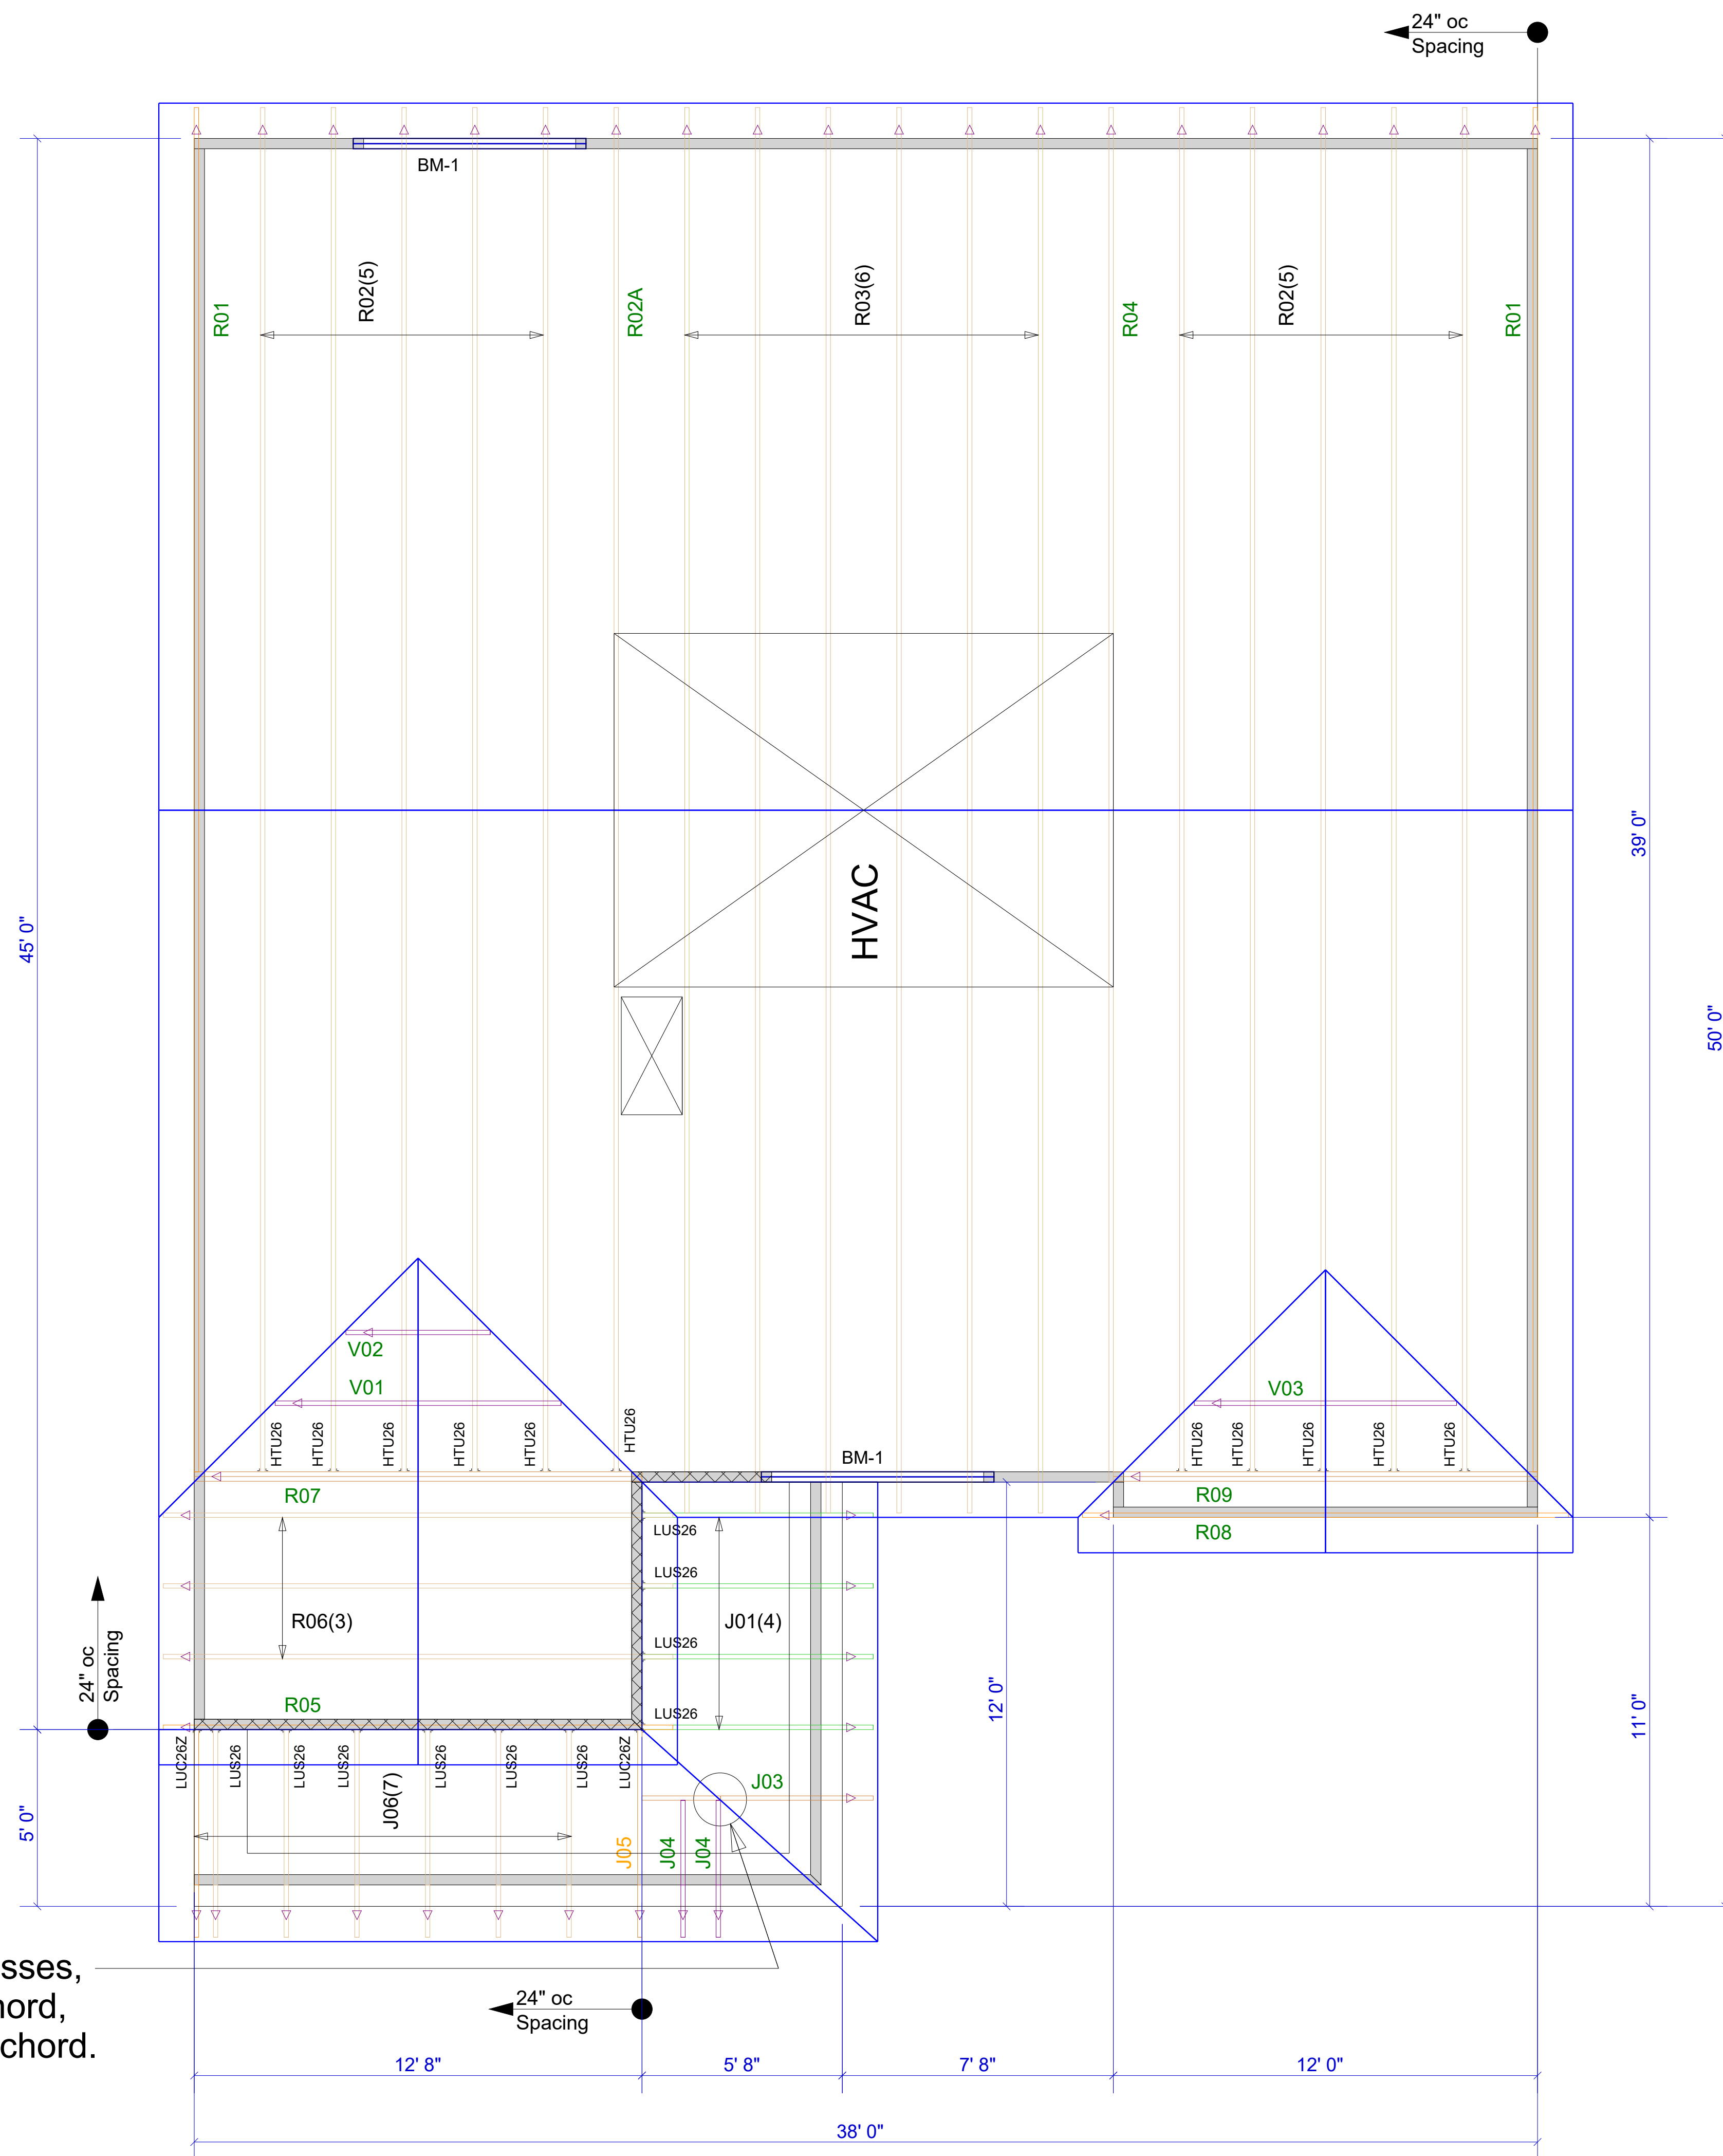 24" oc
Spacing
BM-1
R01
R02(5)
R02A
R03(6)
R04
R02(5)
R01
45' 0"
39' 0"
50' 0"
HVAC
V02
V01
V03
HTU26
HTU26
HTU26
HTU26
HTU26
HTU26
BM-1
HTU26
HTU26
HTU26
HTU26
HTU26
R07
R09
R08
LUS26
LUS26
LUS26
LUS26
R06(3)
J01(4)
24" oc
Spacing
R05
12' 0"
11' 0"
LUC26Z
LUS26
LUS26
LUS26
LUS26
LUS26
LUS26
LUC26Z
J06(7)
J03
5' 0"
J05
J04
J04
sses,
hord,
chord.
24" oc
Spacing
12' 8"
5' 8"
7' 8"
12' 0"
38' 0"